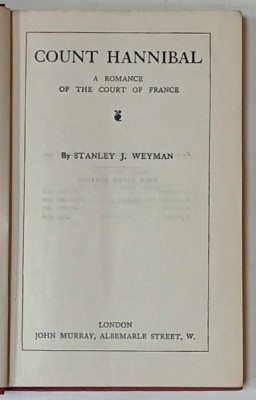 COUNT HANNIBAL
A ROMANCE
OF THE COURT OF FRANCE
By STANLEY J. WEYMAN
LONDON
JOHN MURRAY, ALBEMARLE STREET, W.